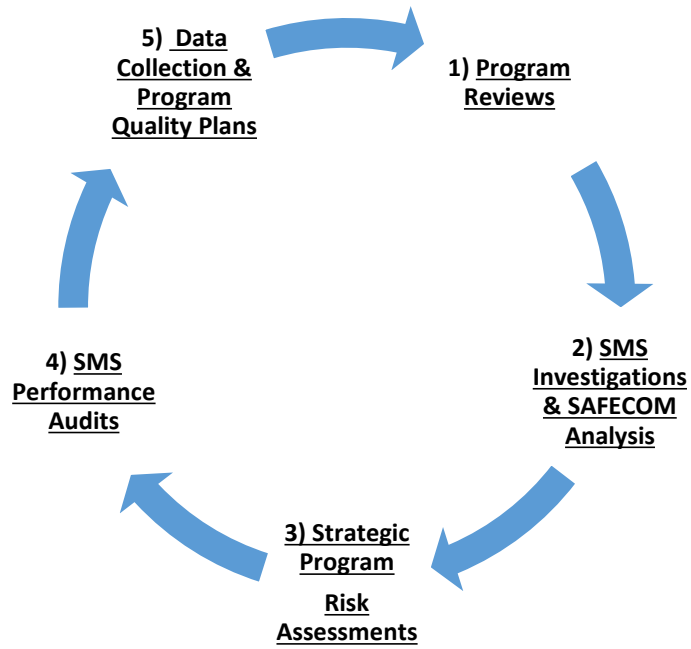 1) Program
Reviews
2) SMS
Investigations
& SAFECOM
Analysis
3) Strategic
Program
Risk
Assessments
4) SMS
Performance
Audits
5) Data
Collection &
Program
Quality Plans